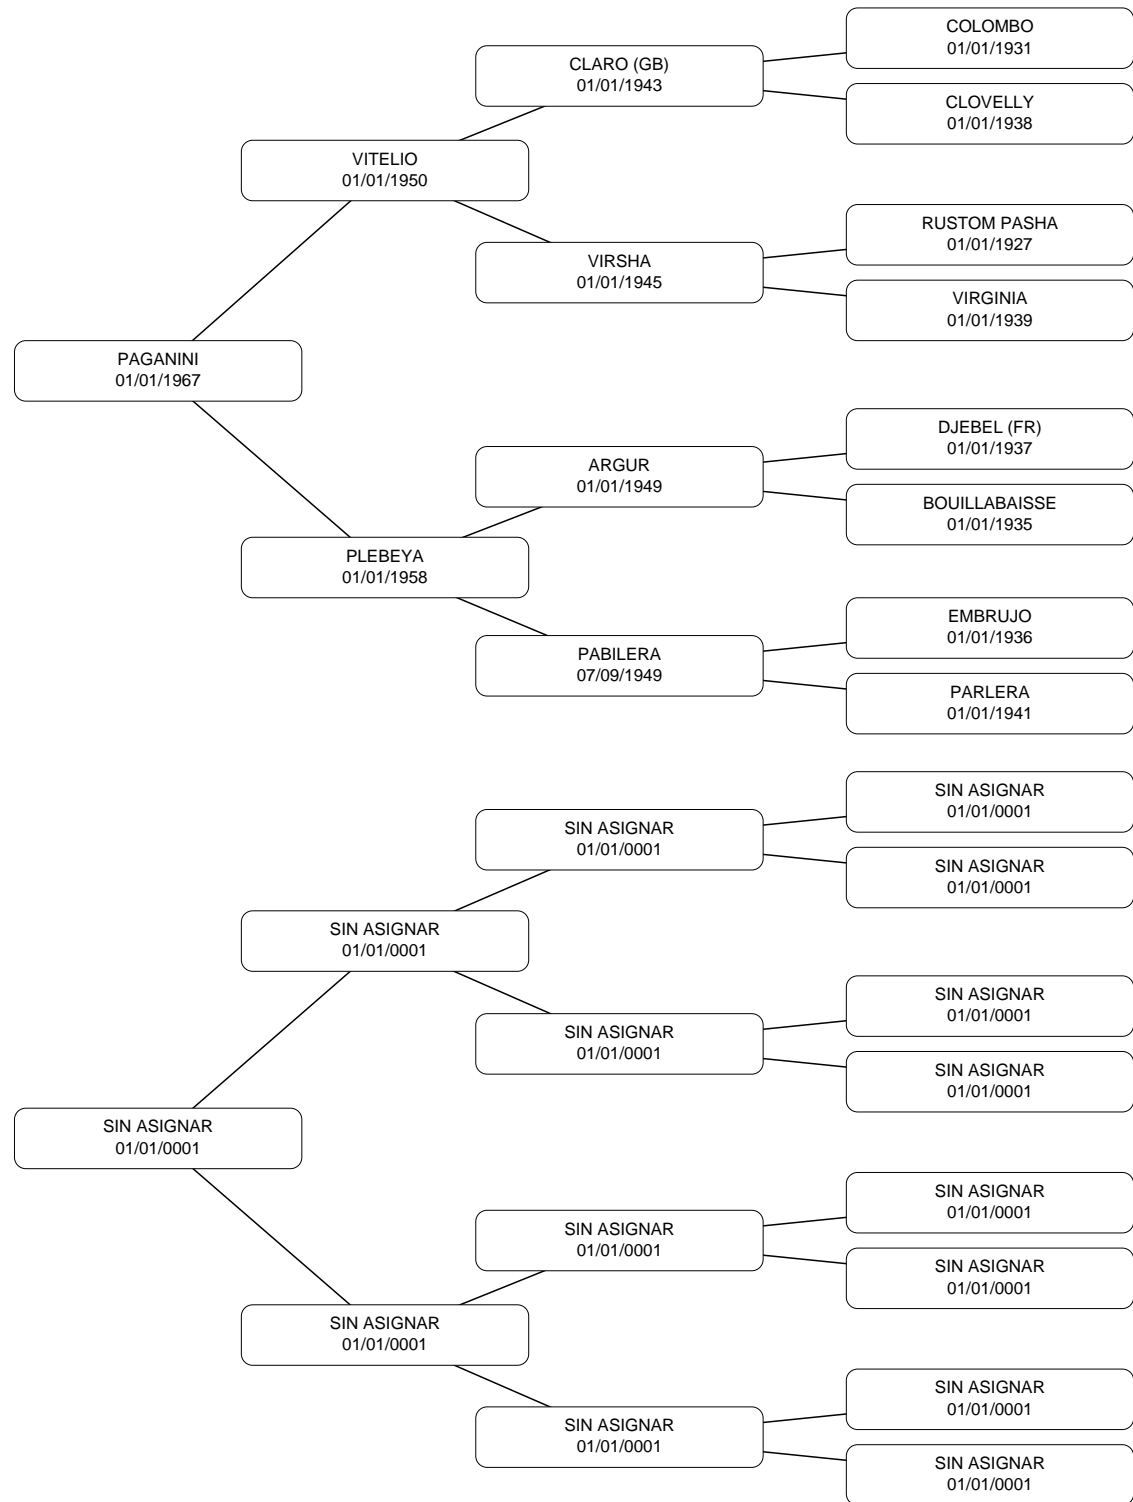 COLOMBO
01/01/1931
CLARO (GB)
01/01/1943
CLOVELLY
01/01/1938
VITELIO
01/01/1950
RUSTOM PASHA
01/01/1927
VIRSHA
01/01/1945
VIRGINIA
01/01/1939
PAGANINI
01/01/1967
DJEBEL (FR)
01/01/1937
ARGUR
01/01/1949
BOUILLABAISSE
01/01/1935
PLEBEYA
01/01/1958
EMBRUJO
01/01/1936
PABILERA
07/09/1949
PARLERA
01/01/1941
SIN ASIGNAR
01/01/0001
SIN ASIGNAR
01/01/0001
SIN ASIGNAR
01/01/0001
SIN ASIGNAR
01/01/0001
SIN ASIGNAR
01/01/0001
SIN ASIGNAR
01/01/0001
SIN ASIGNAR
01/01/0001
SIN ASIGNAR
01/01/0001
SIN ASIGNAR
01/01/0001
SIN ASIGNAR
01/01/0001
SIN ASIGNAR
01/01/0001
SIN ASIGNAR
01/01/0001
SIN ASIGNAR
01/01/0001
SIN ASIGNAR
01/01/0001
SIN ASIGNAR
01/01/0001